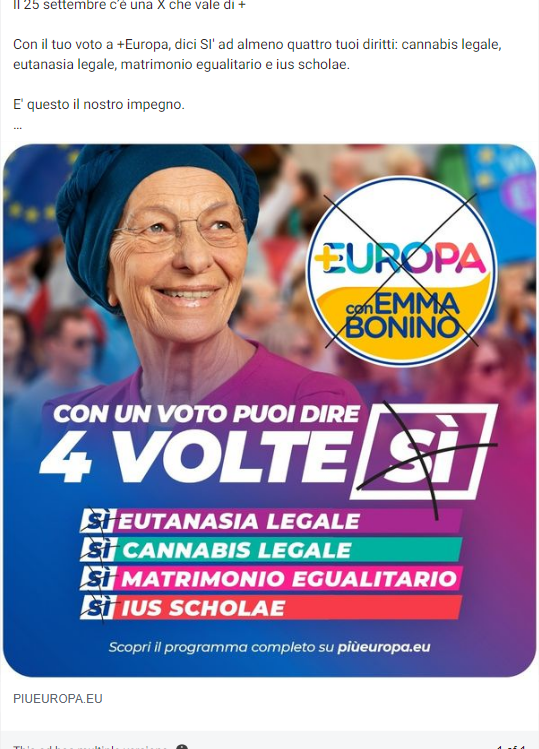 Il 25 settembre c'è una X che vale di +
Con il tuo voto a +Europa, dici SI' ad almeno quattro tuoi diritti: cannabis legale,
eutanasia legale, matrimonio egualitario e ius scholae.
E' questo il nostro impegno.
...
+EUROPA
con EMMA
BONINO
CON UN VOTO PUOI DIRE
4 VOLTE SÌ
SÌ EUTANASIA LEGALE
SÌ CANNABIS LEGALE
SÌ MATRIMONIO EGUALITARIO
SÌ IUS SCHOLAE
Scopri il programma completo su piùeuropa.eu
PIUEUROPA.EU